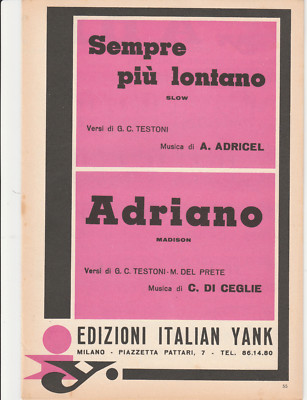 Sempre
più lontano
SLOW
Versi di G. C. TESTONI
Musica di A. ADRICEL
Adriano
MADISON
Versi di G. C. TESTONI - M. DEL PRETE
Musica di C. DI CEGLIE
EDIZIONI ITALIAN YANK
MILANO - PIAZZETTA PATTARI, 7 - TEL. 86.14.80